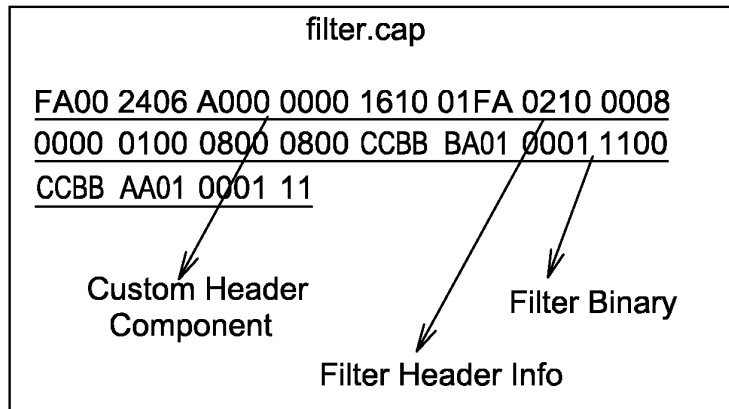 filter.cap
FA00 2406 A000 0000 1610 01FA 0210 0008
0000 0100 0800 0800 CCBB BA01 0001 1100
CCBB AA01 0001 11
Custom Header
Component
Filter Binary
Filter Header Info